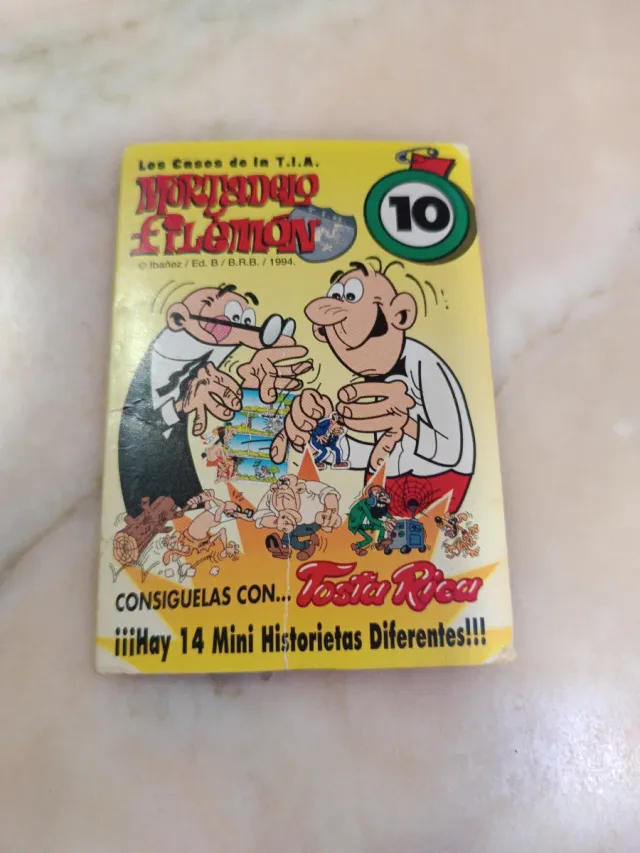 Los Casos de la T.I.A.
MORTADELO
y
FILEMÓN
© Ibañez / Ed. B / B.R.B. / 1994.
10
CONSIGUELAS CON... Tosta Rica
¡¡¡Hay 14 Mini Historietas Diferentes!!!